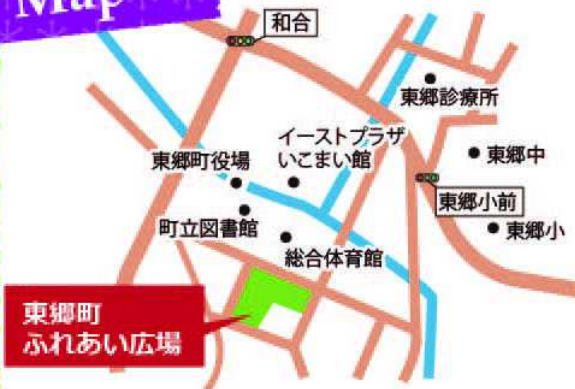 Map
和合
東郷診療所
イーストプラザ
いこまい館
東郷町役場
東郷中
東郷小前
町立図書館
東郷小
総合体育館
東郷町
ふれあい広場